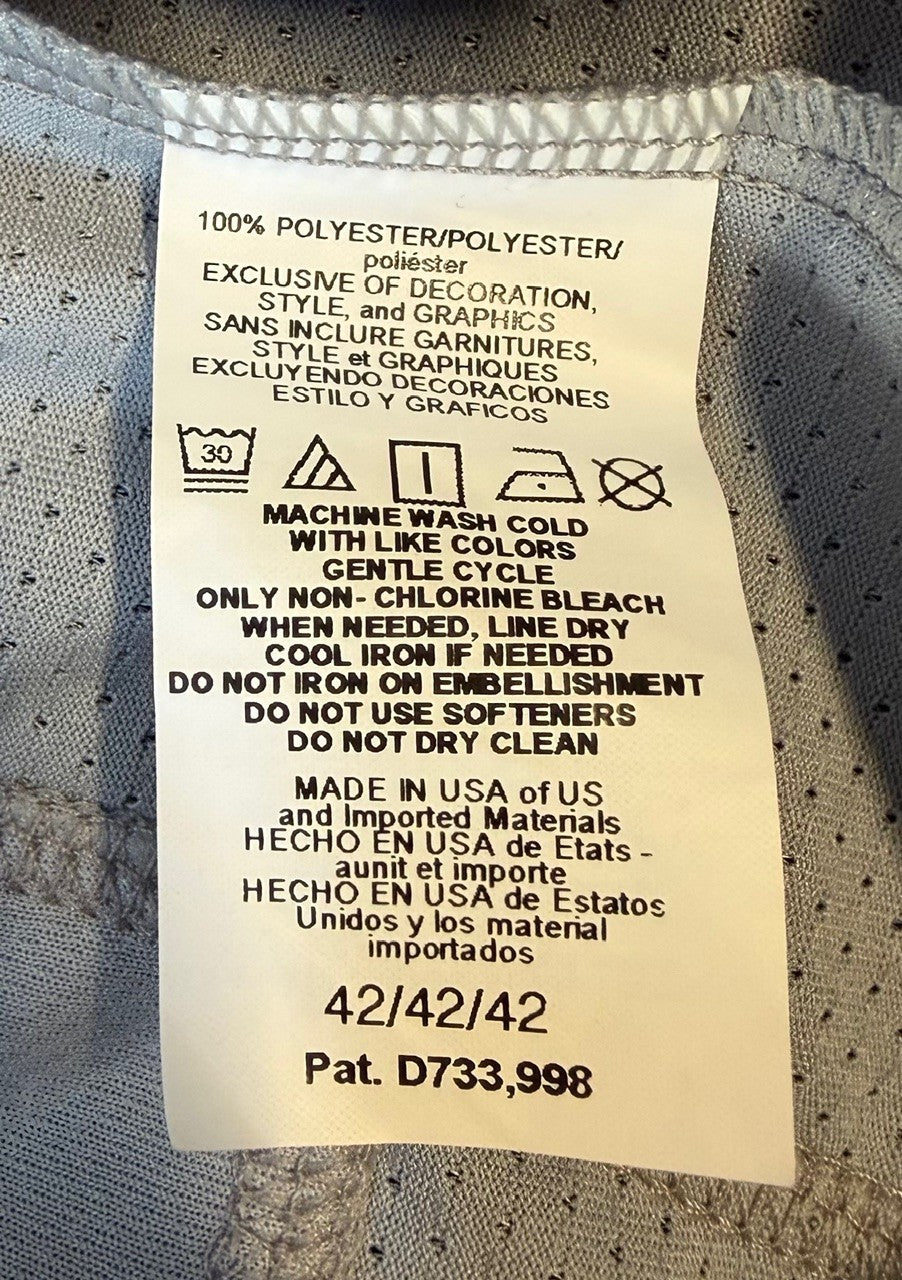 100% POLYESTER/POLYESTER/
poliéster
EXCLUSIVE OF DECORATION,
STYLE, and GRAPHICS
SANS INCLURE GARNITURES,
STYLE et GRAPHIQUES
EXCLUYENDO DECORACIONES
ESTILO Y GRAFICOS
30
MACHINE WASH COLD
WITH LIKE COLORS
GENTLE CYCLE
ONLY NON- CHLORINE BLEACH
WHEN NEEDED, LINE DRY
COOL IRON IF NEEDED
DO NOT IRON ON EMBELLISHMENT
DO NOT USE SOFTENERS
DO NOT DRY CLEAN
MADE IN USA of US
and Imported Materials
HECHO EN USA de Etats -
aunit et importe
HECHO EN USA de Estatos
Unidos y los material
importados
42/42/42
Pat. D733,998